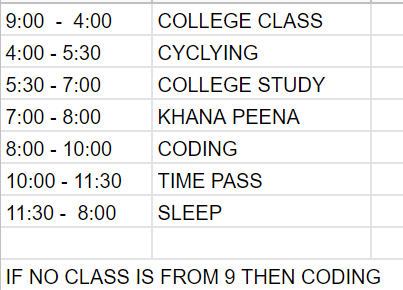 9:00 - 4:00 COLLEGE CLASS
4:00 - 5:30 CYCLYING
5:30 - 7:00 COLLEGE STUDY
7:00 - 8:00 KHANA PEENA
8:00 - 10:00 CODING
10:00 - 11:30 TIME PASS
11:30 - 8:00 SLEEP
IF NO CLASS IS FROM 9 THEN CODING